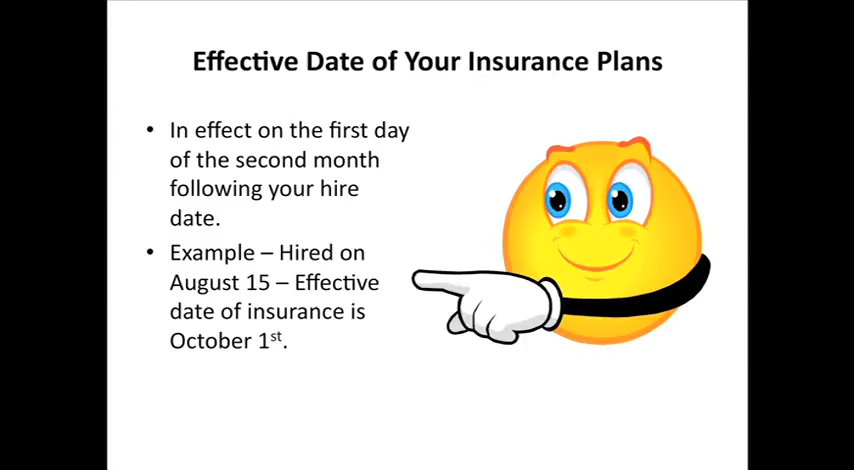 Effective Date of Your Insurance Plans
• In effect on the first day
of the second month
following your hire
date.
• Example – Hired on
August 15 – Effective
date of insurance is
October 1st.